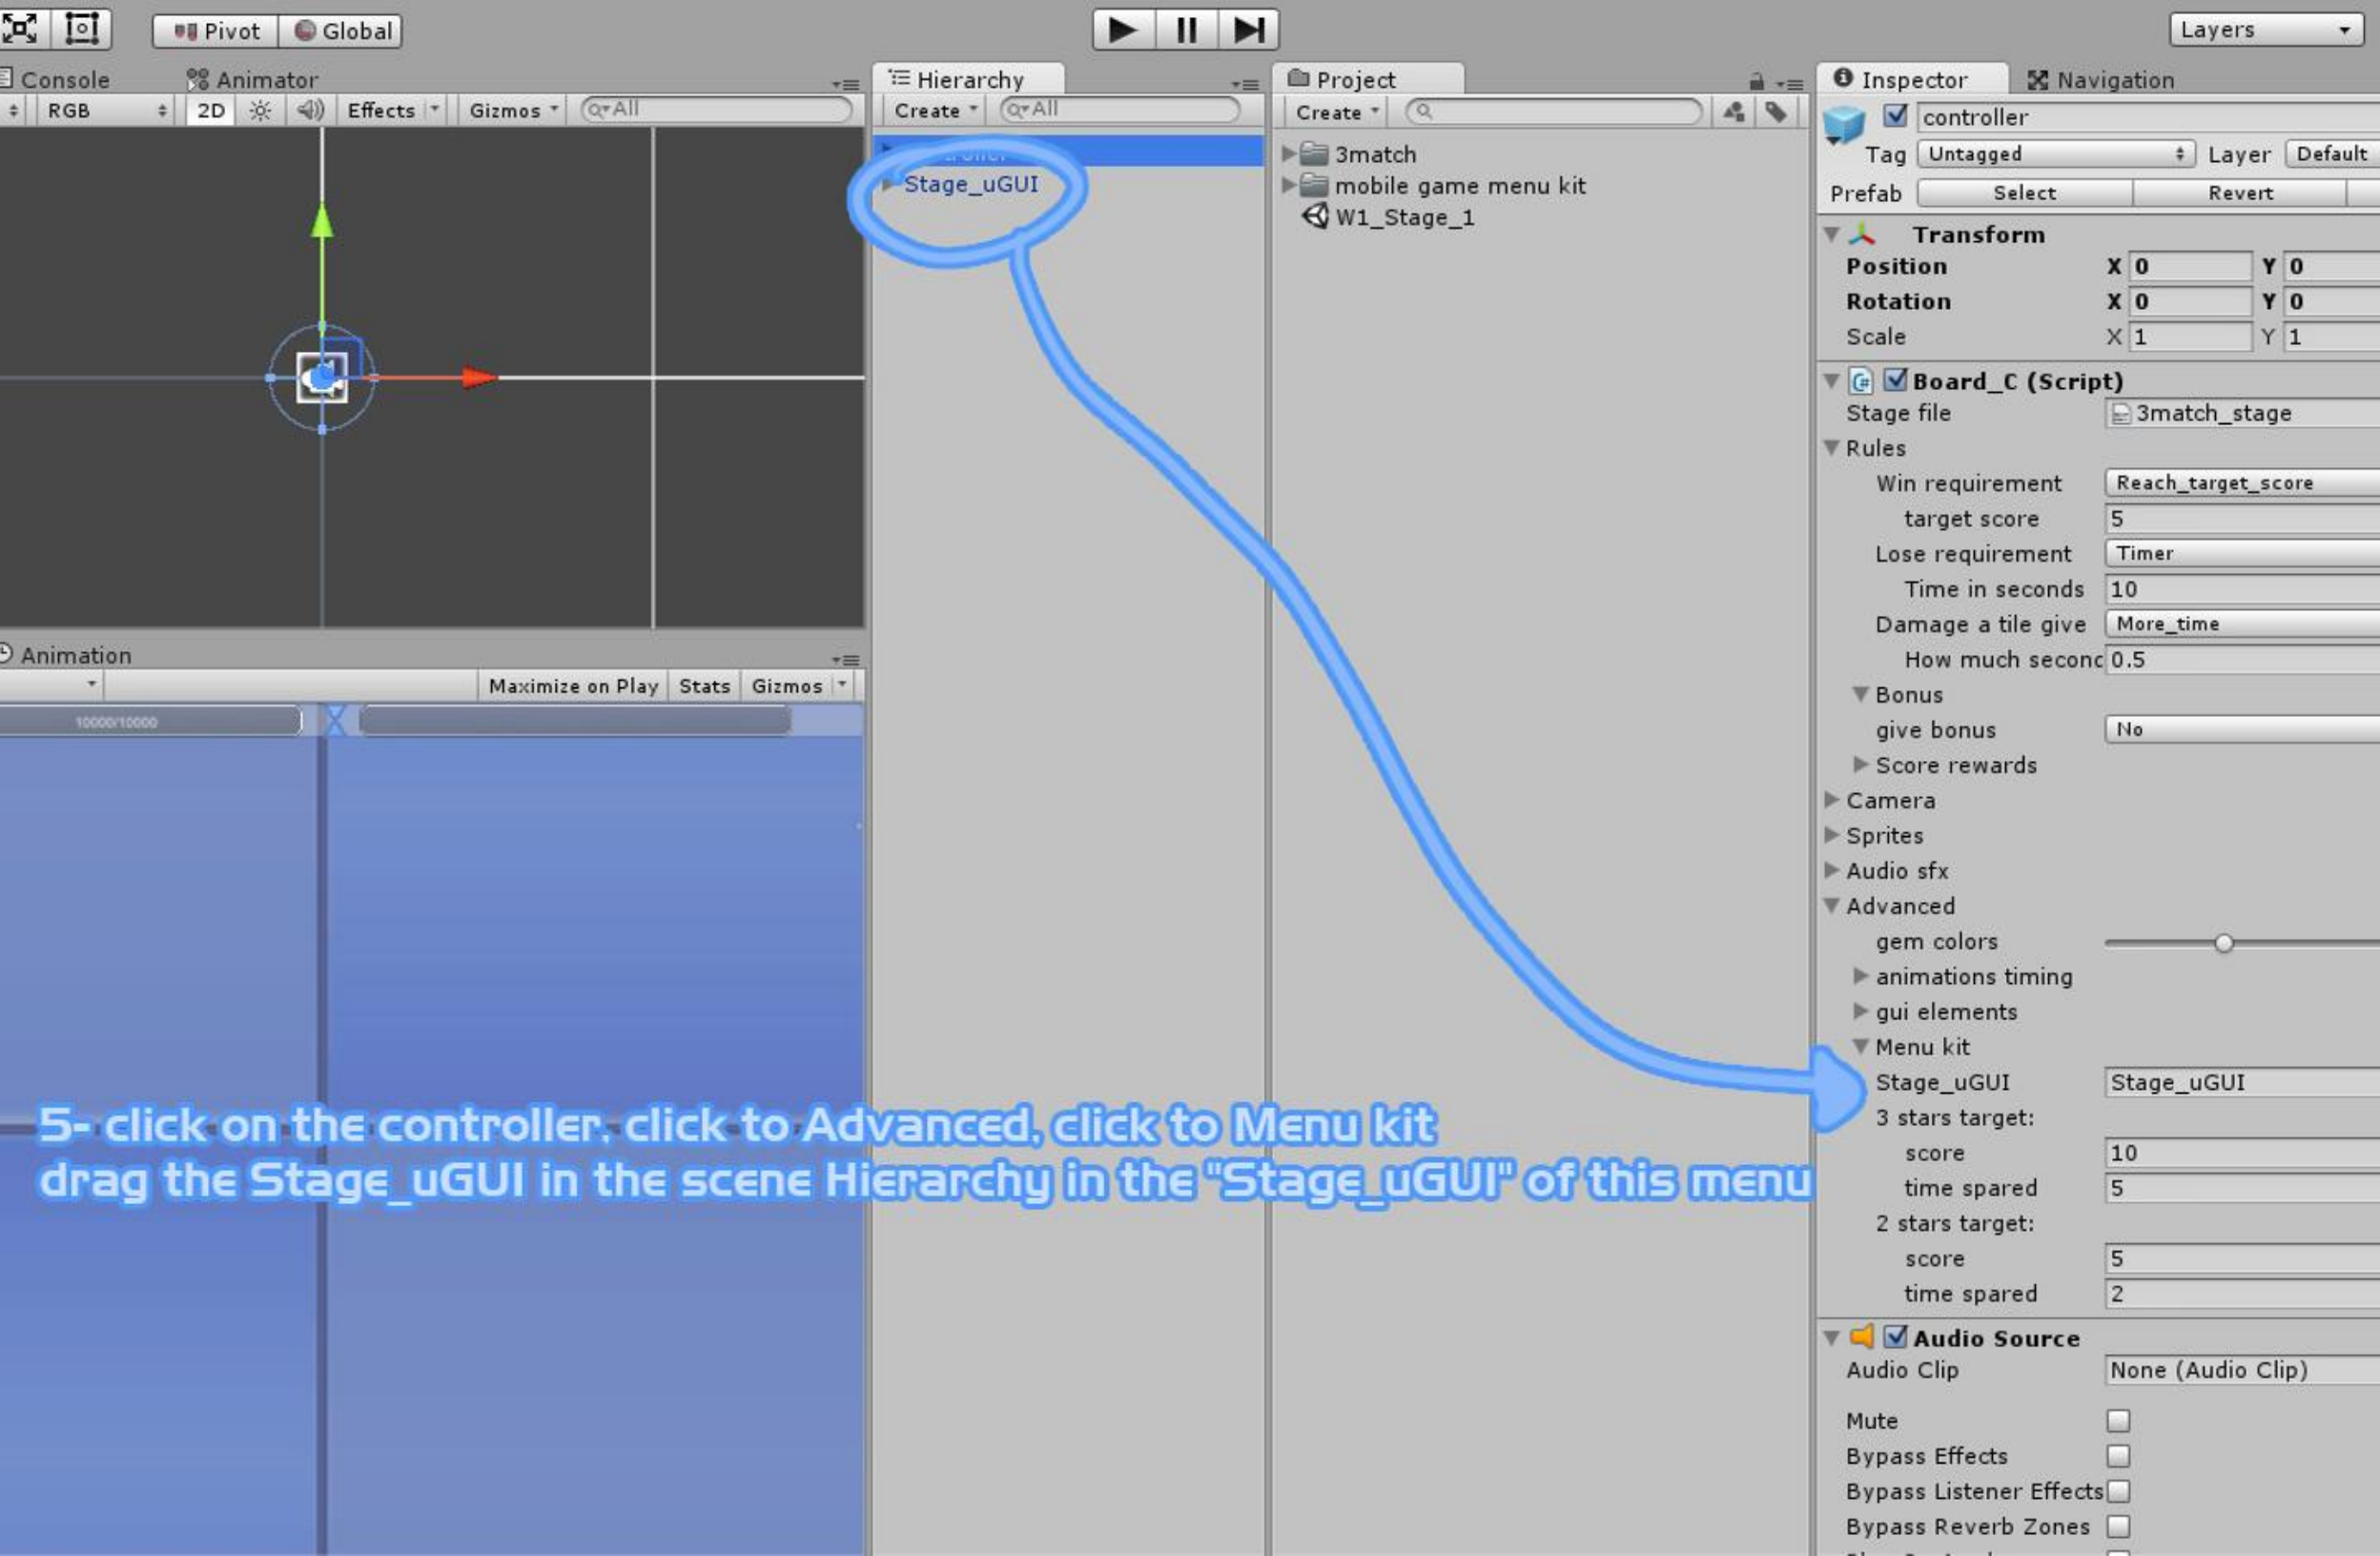 Pivot Global
Layers
Console Animator
RGB 2D Effects Gizmos All
10000/10000
Animation
Maximize on Play Stats Gizmos
Hierarchy
Create All
Stage_uGUI
Project
Create
3match
mobile game menu kit
W1_Stage_1
5- click on the controller, click to Advanced, click to Menu kit
drag the Stage_uGUI in the scene Hierarchy in the "Stage_uGUI" of this menu
Inspector Navigation
controller
Tag Untagged Layer Default
Prefab Select Revert
Transform
Position X 0 Y 0
Rotation X 0 Y 0
Scale X 1 Y 1
Board_C (Script)
Stage file 3match_stage
Rules
Win requirement Reach_target_score
target score 5
Lose requirement Timer
Time in seconds 10
Damage a tile give More_time
How much second 0.5
Bonus
give bonus No
Score rewards
Camera
Sprites
Audio sfx
Advanced
gem colors
animations timing
gui elements
Menu kit
Stage_uGUI Stage_uGUI
3 stars target:
score 10
time spared 5
2 stars target:
score 5
time spared 2
Audio Source
Audio Clip None (Audio Clip)
Mute
Bypass Effects
Bypass Listener Effects
Bypass Reverb Zones